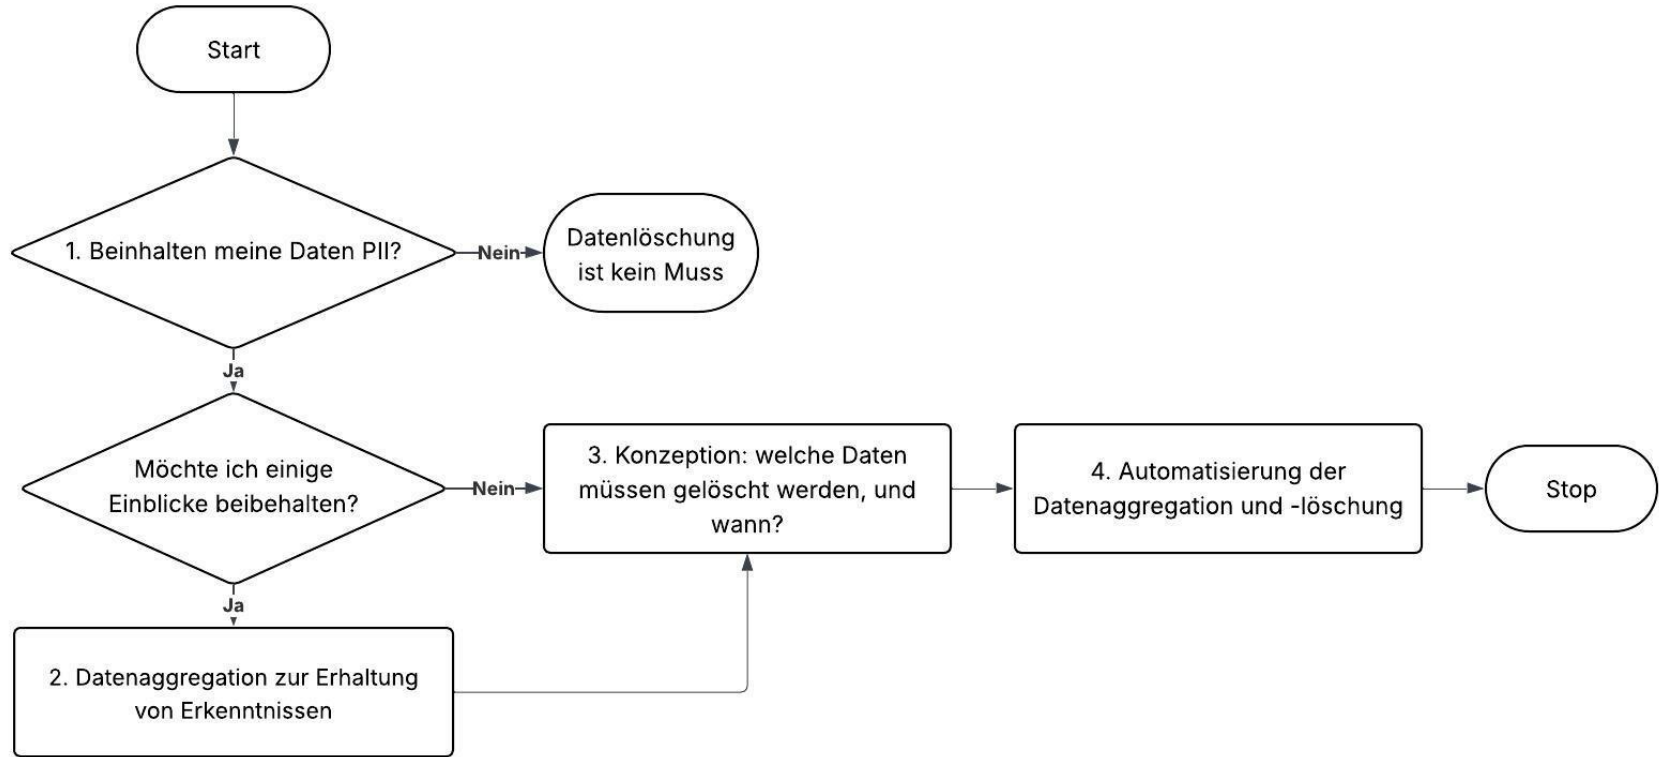 Start
1. Beinhalten meine Daten PII?
Nein
Datenlöschung
ist kein Muss
Ja
Möchte ich einige
Einblicke beibehalten?
Nein
3. Konzeption: welche Daten
müssen gelöscht werden, und
wann?
4. Automatisierung der
Datenaggregation und -löschung
Stop
Ja
2. Datenaggregation zur Erhaltung
von Erkenntnissen